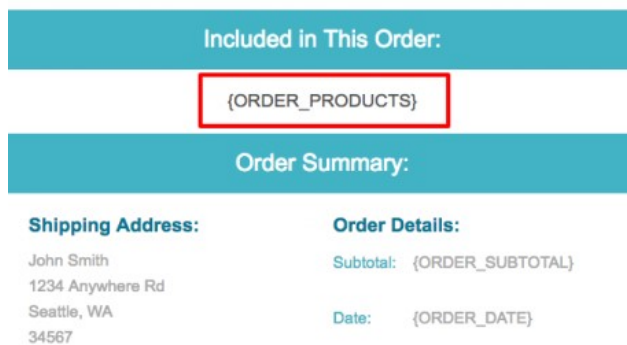 Included in This Order:
{ORDER_PRODUCTS}
Order Summary:
Shipping Address:
John Smith
1234 Anywhere Rd
Seattle, WA
34567
Order Details:
Subtotal: {ORDER_SUBTOTAL}
Date: {ORDER_DATE}